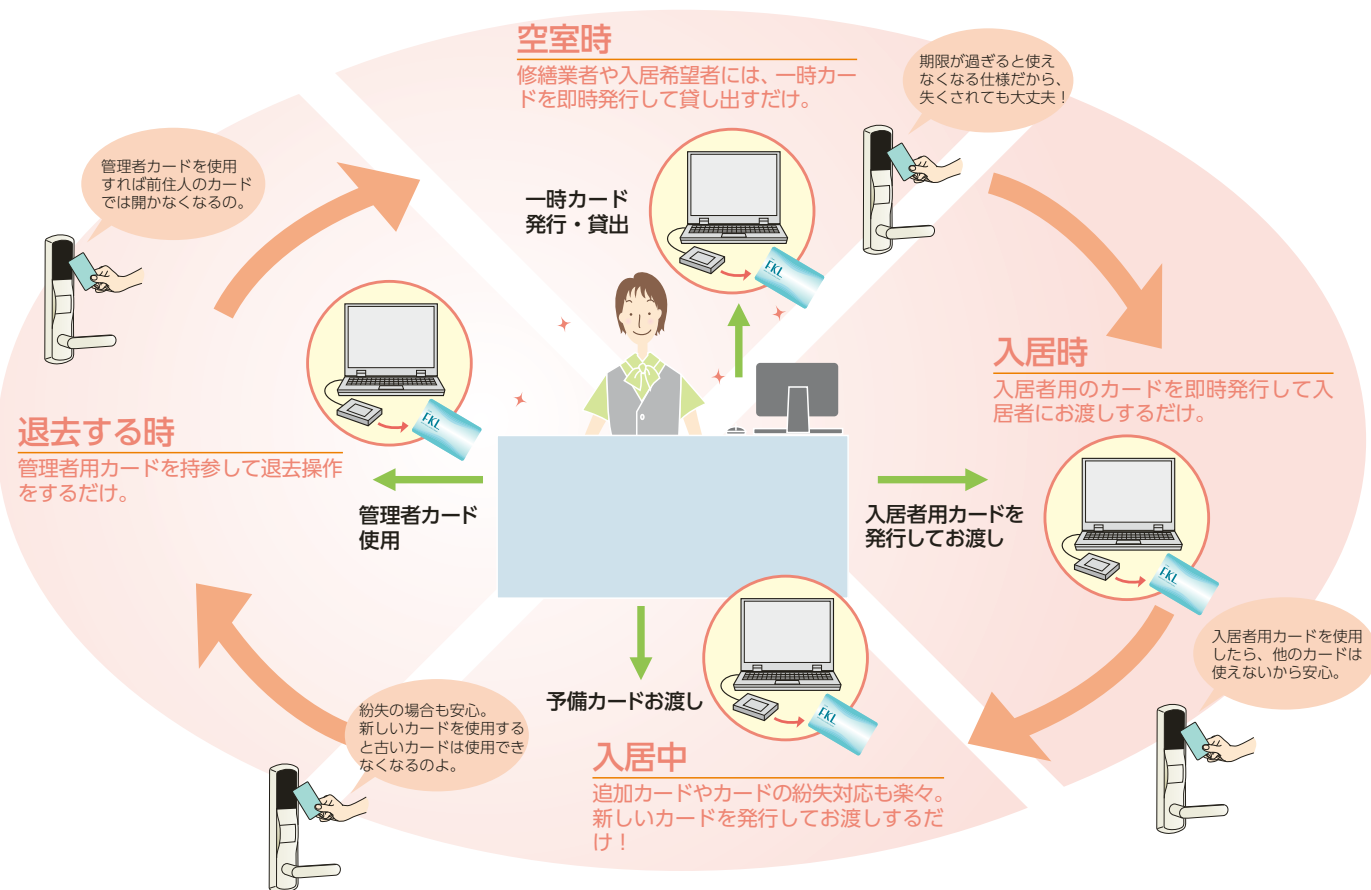 空室時
修繕業者や入居希望者には、一時カー
ドを即時発行して貸し出すだけ。
期限が過ぎると使え
なくなる仕様だから、
失くされても大丈夫！
一時カード
発行・貸出
FKL
管理者カードを使用
すれば前住人のカード
では開かなくなるの。
入居時
入居者用のカードを即時発行して入
居者にお渡しするだけ。
入居者用カードを
発行してお渡し
FKL
入居者用カードを使用
したら、他のカードは
使えないから安心。
退去する時
管理者用カードを持参して退去操作
をするだけ。
FKL
管理者カード
使用
予備カードお渡し
FKL
入居中
追加カードやカードの紛失対応も楽々。
新しいカードを発行してお渡しするだ
け！
紛失の場合も安心。
新しいカードを使用する
と古いカードは使用でき
なくなるのよ。